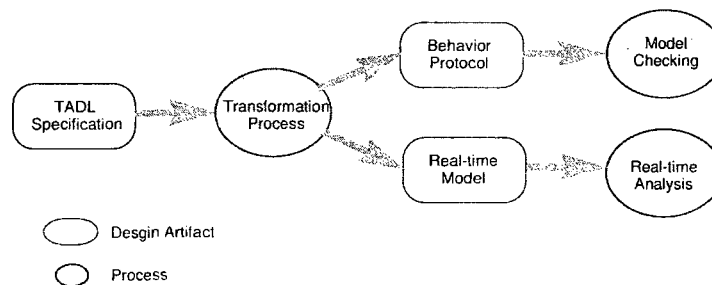 TADL
Specification
Transformation
Process
Behavior
Protocol
Model
Checking
Real-time
Model
Real-time
Analysis
Desgin Artifact
Process